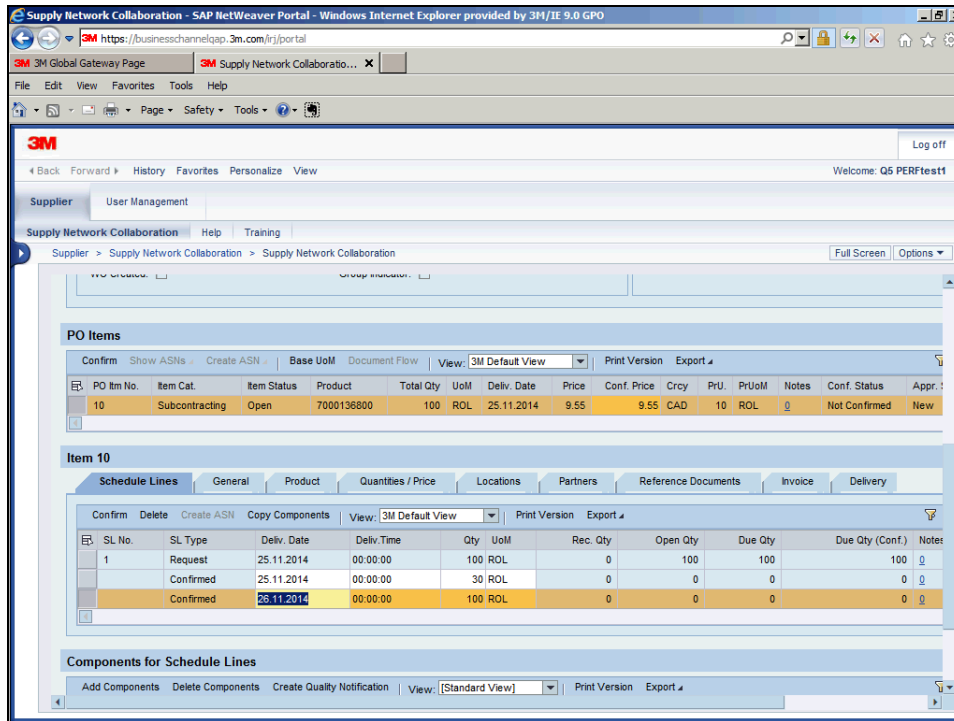 Supply Network Collaboration - SAP NetWeaver Portal - Windows Internet Explorer provided by 3M/IE 9.0 GPO
3M https://businesschannelqap.3m.com/irj/portal
3M 3M Global Gateway Page
3M Supply Network Collaboratio... X
File Edit View Favorites Tools Help
Page Safety Tools
3M
Log off
Back Forward History Favorites Personalize View
Welcome: Q5 PERFtest1
Supplier User Management
Supply Network Collaboration Help Training
Supplier > Supply Network Collaboration > Supply Network Collaboration
Full Screen Options
WO Created: Group Indicator:
PO Items
Confirm Show ASNs Create ASN Base UoM Document Flow View: 3M Default View Print Version Export
PO Itm No. Item Cat. Item Status Product Total Qty UoM Deliv. Date Price Conf. Price Crcy PrU. PrUoM Notes Conf. Status Appr.
10 Subcontracting Open 7000136800 100 ROL 25.11.2014 9.55 9.55 CAD 10 ROL 0 Not Confirmed New
Item 10
Schedule Lines General Product Quantities / Price Locations Partners Reference Documents Invoice Delivery
Confirm Delete Create ASN Copy Components View: 3M Default View Print Version Export
SL No. SL Type Deliv. Date Deliv.Time Qty UoM Rec. Qty Open Qty Due Qty Due Qty (Conf.) Notes
1 Request 25.11.2014 00:00:00 100 ROL 0 100 100 100 0
Confirmed 25.11.2014 00:00:00 30 ROL 0 0 0 0 0
Confirmed 26.11.2014 00:00:00 100 ROL 0 0 0 0 0
Components for Schedule Lines
Add Components Delete Components Create Quality Notification View: [Standard View] Print Version Export